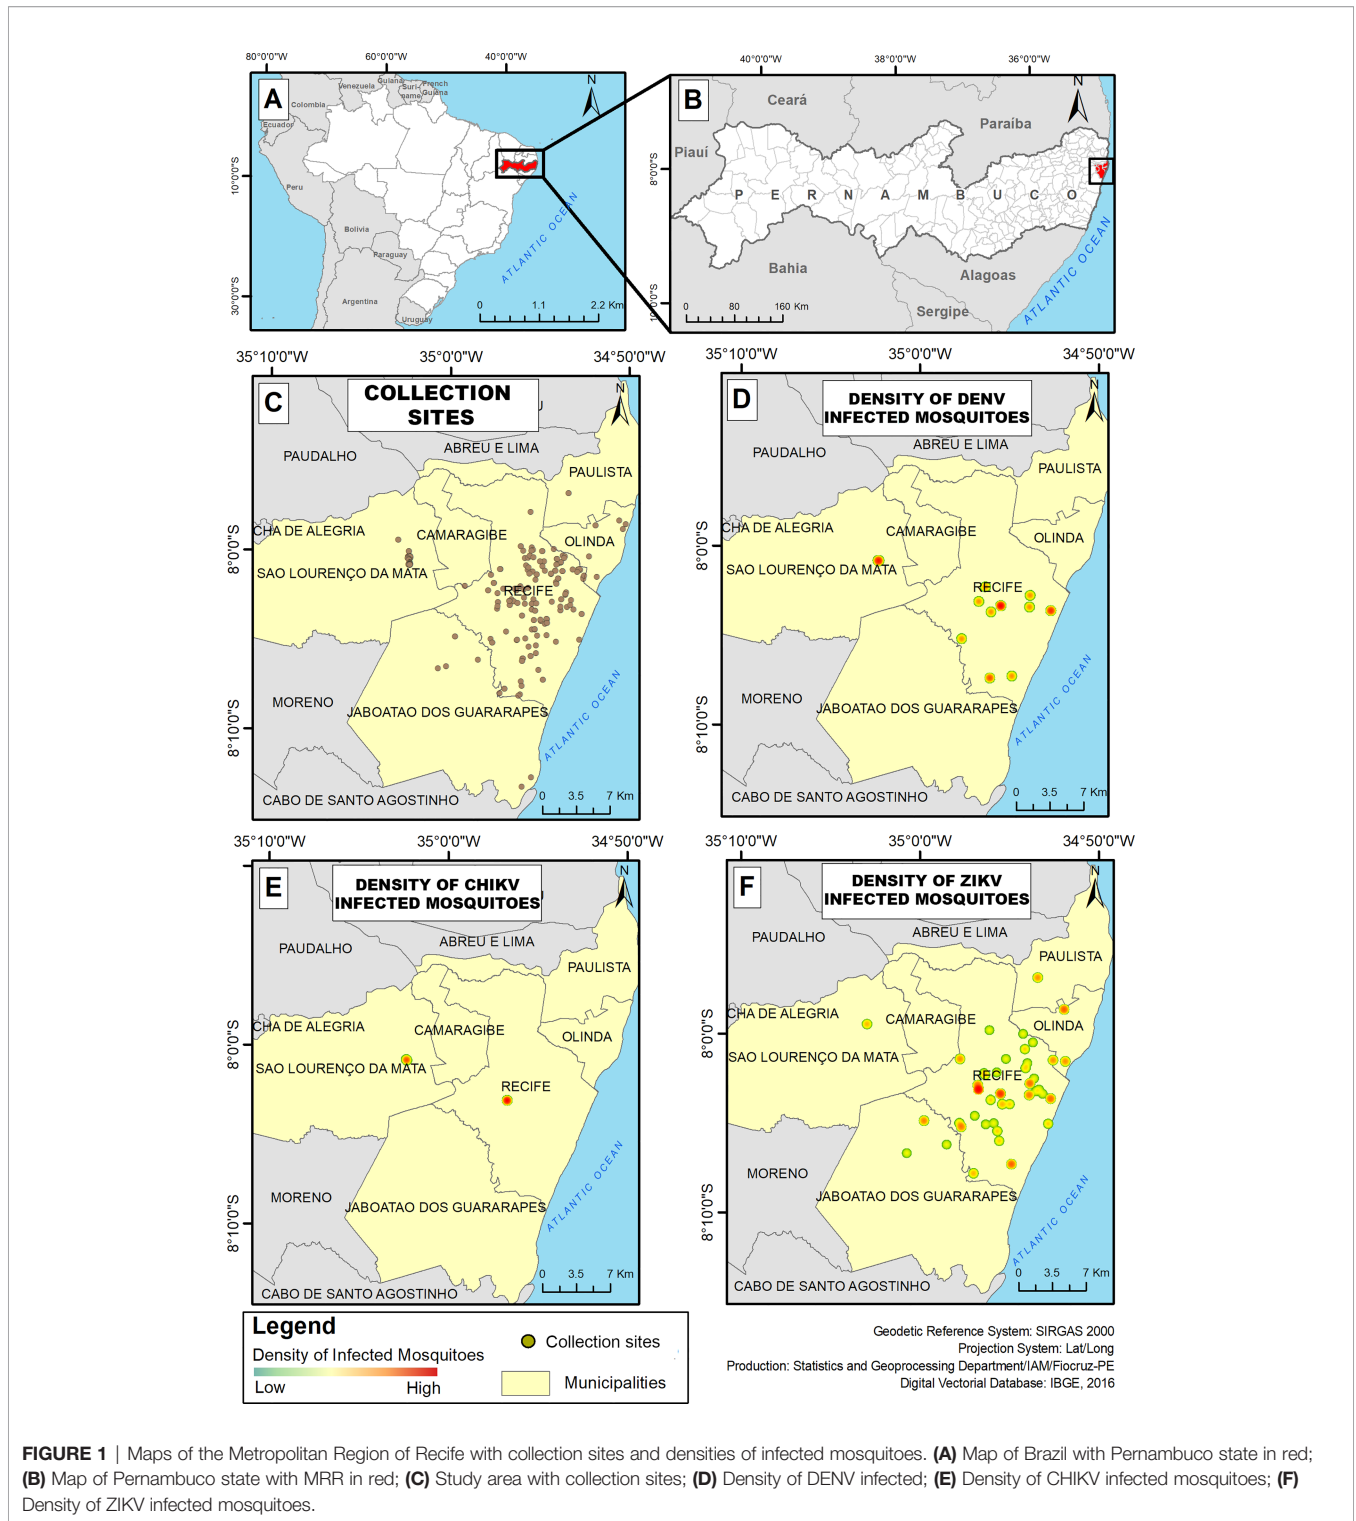 80°0'0"W 60°0'0"W 40°0'0"W
A
N
Venezuela
Guiana
Suri-
name
French
Guiana
Colombia
Ecuador
Peru
Bolivia
Paraguay
Argentina
Uruguay
ATLANTIC OCEAN
10°0'0"S
30°0'0"S
0 1.1 2.2 Km
40°0'0"W 38°0'0"W 36°0'0"W
B
N
Ceará
Paraíba
Piauí
PERNAMBUCO
Bahia
Alagoas
Sergipe
ATLANTIC OCEAN
8°0'0"S
0 80 160 Km
35°10'0"W 35°0'0"W 34°50'0"W
C
COLLECTION
SITES
N
U
ABREU E LIMA
PAUDALHO
PAULISTA
CHA DE ALEGRIA
CAMARAGIBE
OLINDA
SAO LOURENÇO DA MATA
RECIFE
MORENO
JABOATAO DOS GUARARAPES
CABO DE SANTO AGOSTINHO
ATLANTIC OCEAN
8°0'0"S
8°10'0"S
0 3.5 7 Km
35°10'0"W 35°0'0"W 34°50'0"W
D
DENSITY OF DENV
INFECTED MOSQUITOES
N
ABREU E LIMA
PAUDALHO
PAULISTA
CHA DE ALEGRIA
CAMARAGIBE
OLINDA
SAO LOURENÇO DA MATA
RECIFE
MORENO
JABOATAO DOS GUARARAPES
CABO DE SANTO AGOSTINHO
ATLANTIC OCEAN
8°0'0"S
8°10'0"S
0 3.5 7 Km
35°10'0"W 35°0'0"W 34°50'0"W
E
DENSITY OF CHIKV
INFECTED MOSQUITOES
N
U
ABREU E LIMA
PAUDALHO
PAULISTA
CHA DE ALEGRIA
CAMARAGIBE
OLINDA
SAO LOURENÇO DA MATA
RECIFE
MORENO
JABOATAO DOS GUARARAPES
CABO DE SANTO AGOSTINHO
ATLANTIC OCEAN
8°0'0"S
8°10'0"S
0 3.5 7 Km
35°10'0"W 35°0'0"W 34°50'0"W
F
DENSITY OF ZIKV
INFECTED MOSQUITOES
N
ABREU E LIMA
PAUDALHO
PAULISTA
CHA DE ALEGRIA
CAMARAGIBE
OLINDA
SAO LOURENÇO DA MATA
RECIFE
MORENO
JABOATAO DOS GUARARAPES
CABO DE SANTO AGOSTINHO
ATLANTIC OCEAN
8°0'0"S
8°10'0"S
0 3.5 7 Km
Legend
Density of Infected Mosquitoes
Low High
Collection sites
Municipalities
Geodetic Reference System: SIRGAS 2000
Projection System: Lat/Long
Production: Statistics and Geoprocessing Department/IAM/Fiocruz-PE
Digital Vectorial Database: IBGE, 2016
FIGURE 1 | Maps of the Metropolitan Region of Recife with collection sites and densities of infected mosquitoes. (A) Map of Brazil with Pernambuco state in red;
(B) Map of Pernambuco state with MRR in red; (C) Study area with collection sites; (D) Density of DENV infected; (E) Density of CHIKV infected mosquitoes; (F)
Density of ZIKV infected mosquitoes.